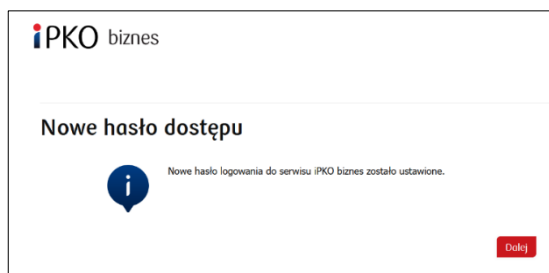 iPKO biznes
Nowe hasło dostępu
Nowe hasło logowania do serwisu iPKO biznes zostało ustawione.
Dalej